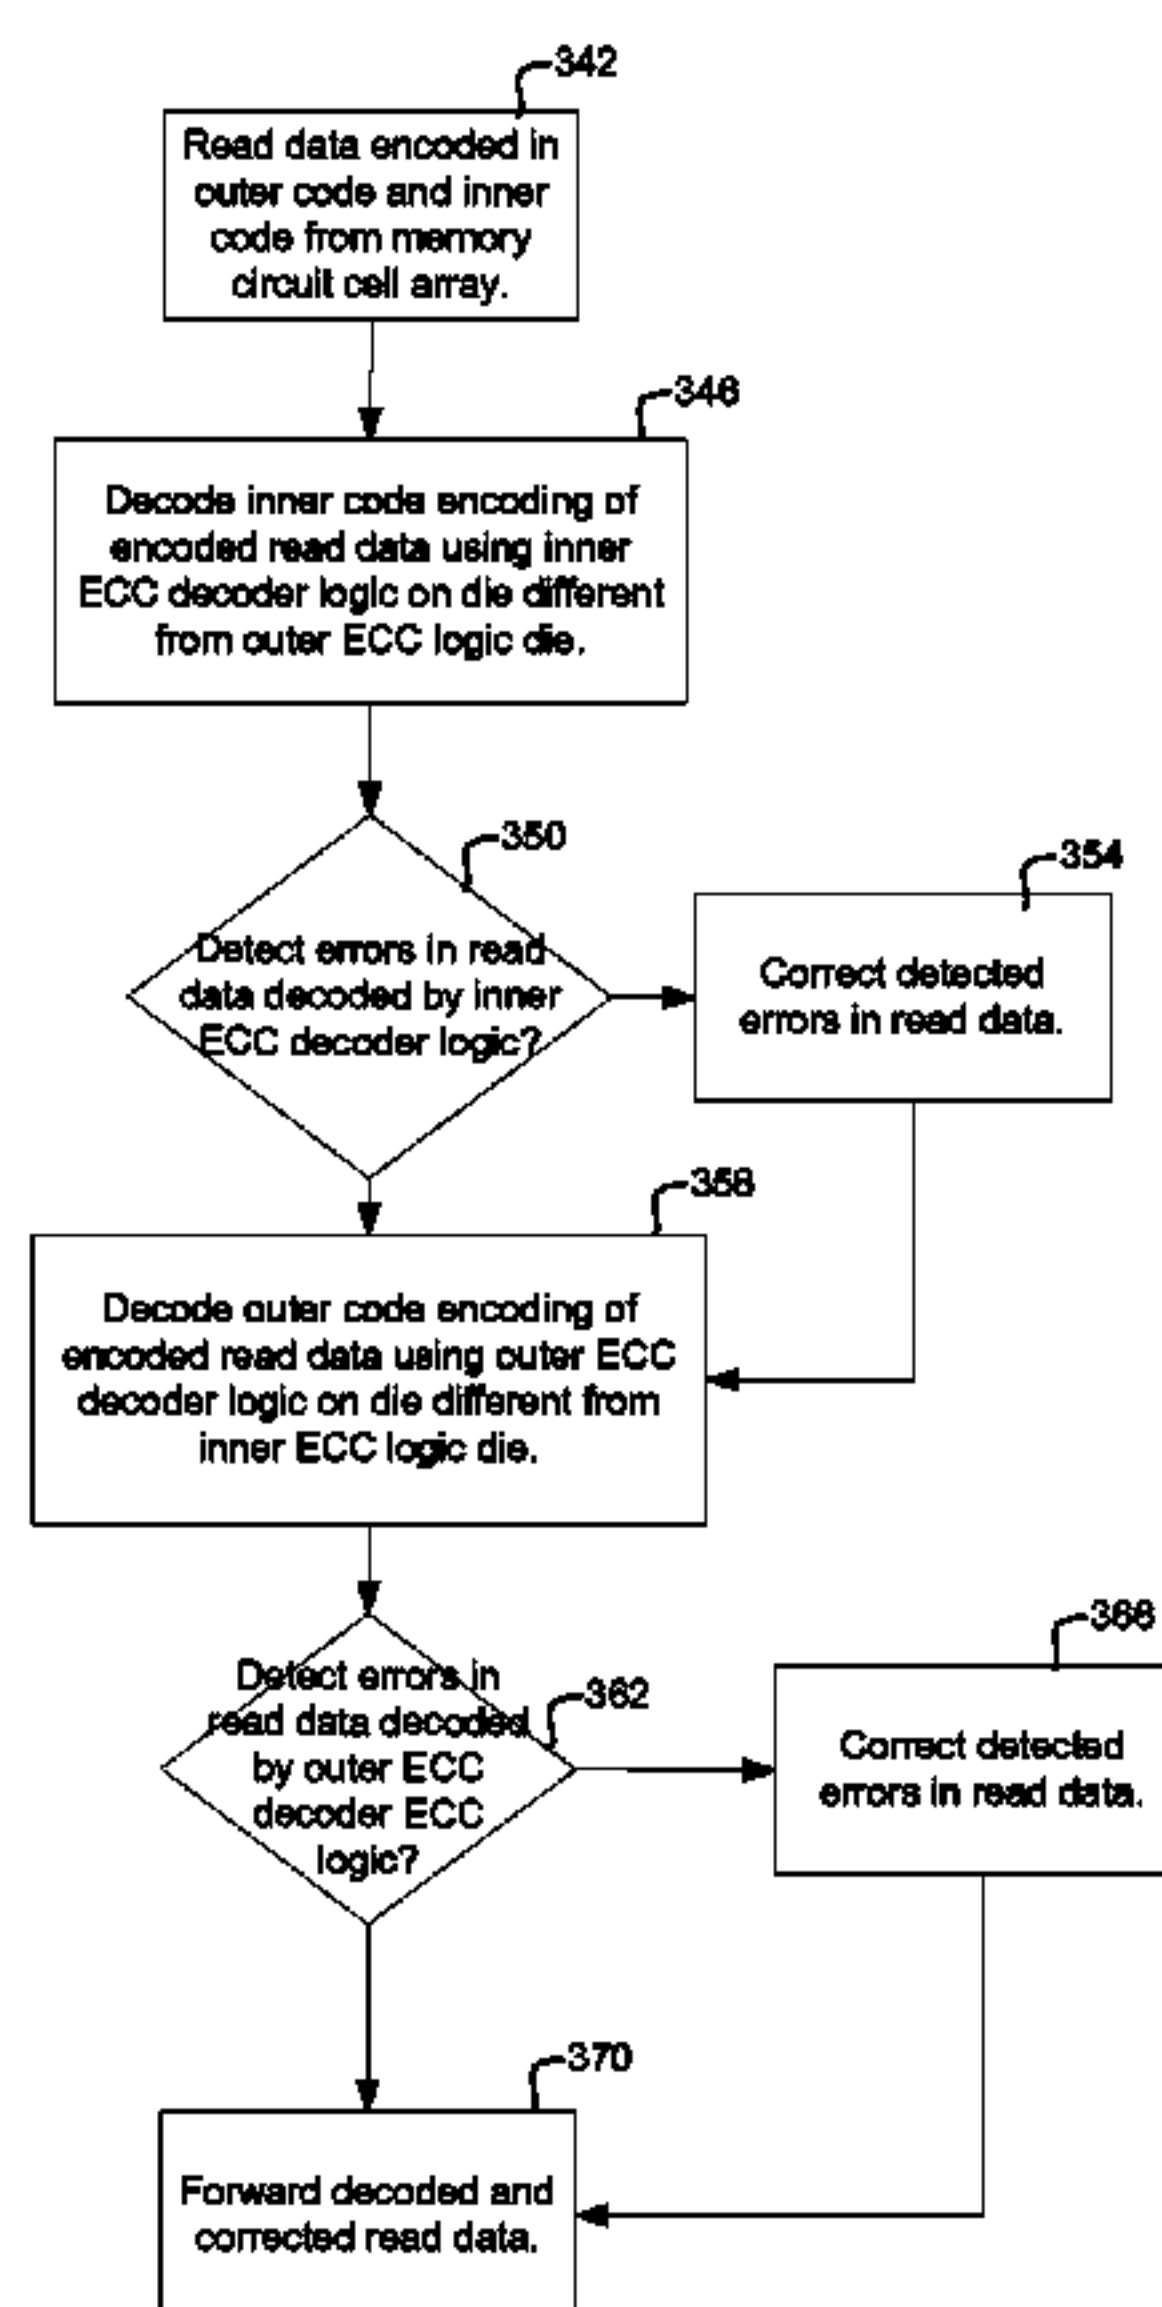 342
Read data encoded in
outer code and inner
code from memory
circuit cell array.
346
Decode inner code encoding of
encoded read data using inner
ECC decoder logic on die different
from outer ECC logic die.
350
Detect errors in read
data decoded by inner
ECC decoder logic?
354
Correct detected
errors in read data.
358
Decode outer code encoding of
encoded read data using outer ECC
decoder logic on die different from
inner ECC logic die.
362
Detect errors in
read data decoded
by outer ECC
decoder ECC
logic?
366
Correct detected
errors in read data.
370
Forward decoded and
corrected read data.